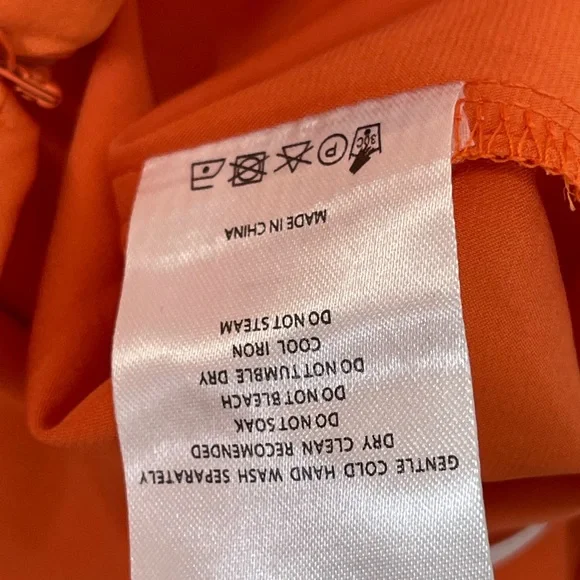 GENTLE COLD HAND WASH SEPARATELY
DRY CLEAN RECOMENDED
DO NOT SOAK
DO NOT BLEACH
DO NOT TUMBLE DRY
COOL IRON
DO NOT STEAM
MADE IN CHINA
30C P